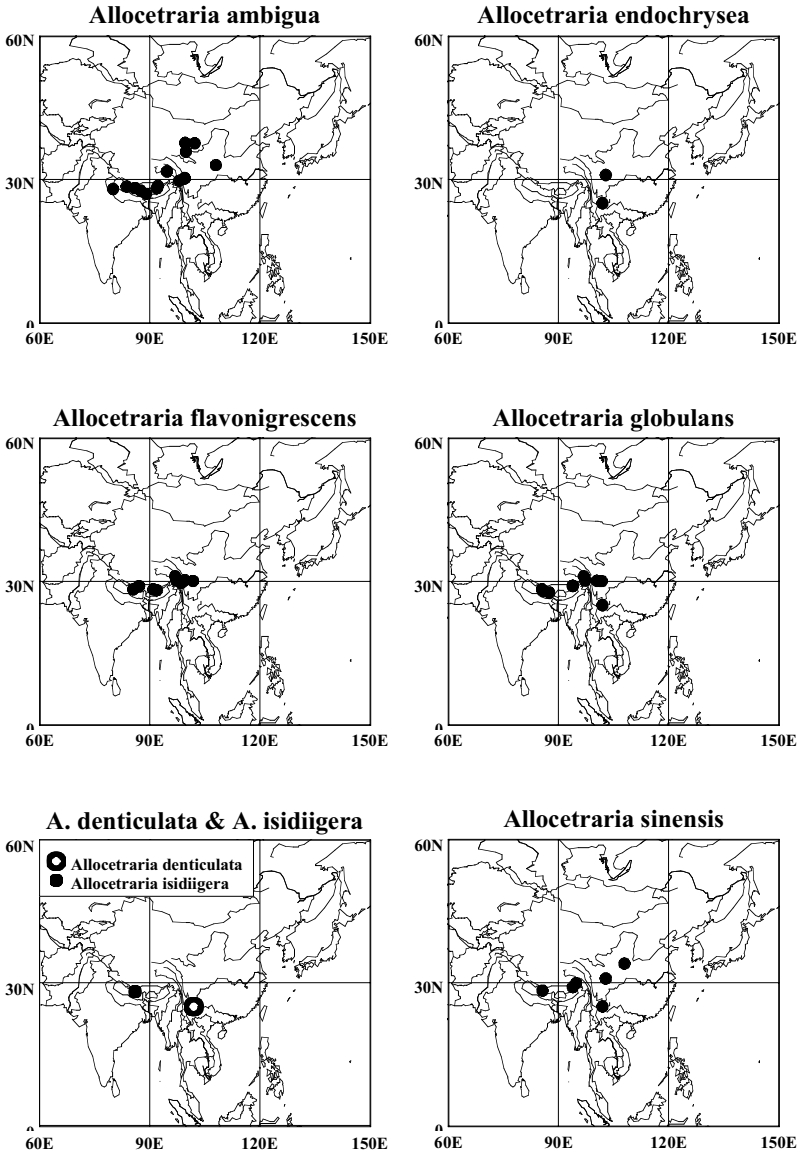 Allocetraria ambigua
Allocetraria endochrysea
60N
60N
30N
30N
0
0
60E 90E 120E 150E
60E 90E 120E 150E
Allocetraria flavonigrescens
Allocetraria globulans
60N
60N
30N
30N
0
0
60E 90E 120E 150E
60E 90E 120E 150E
A. denticulata & A. isidiigera
Allocetraria sinensis
60N
60N
Allocetraria denticulata
Allocetraria isidiigera
30N
30N
0
0
60E 90E 120E 150E
60E 90E 120E 150E